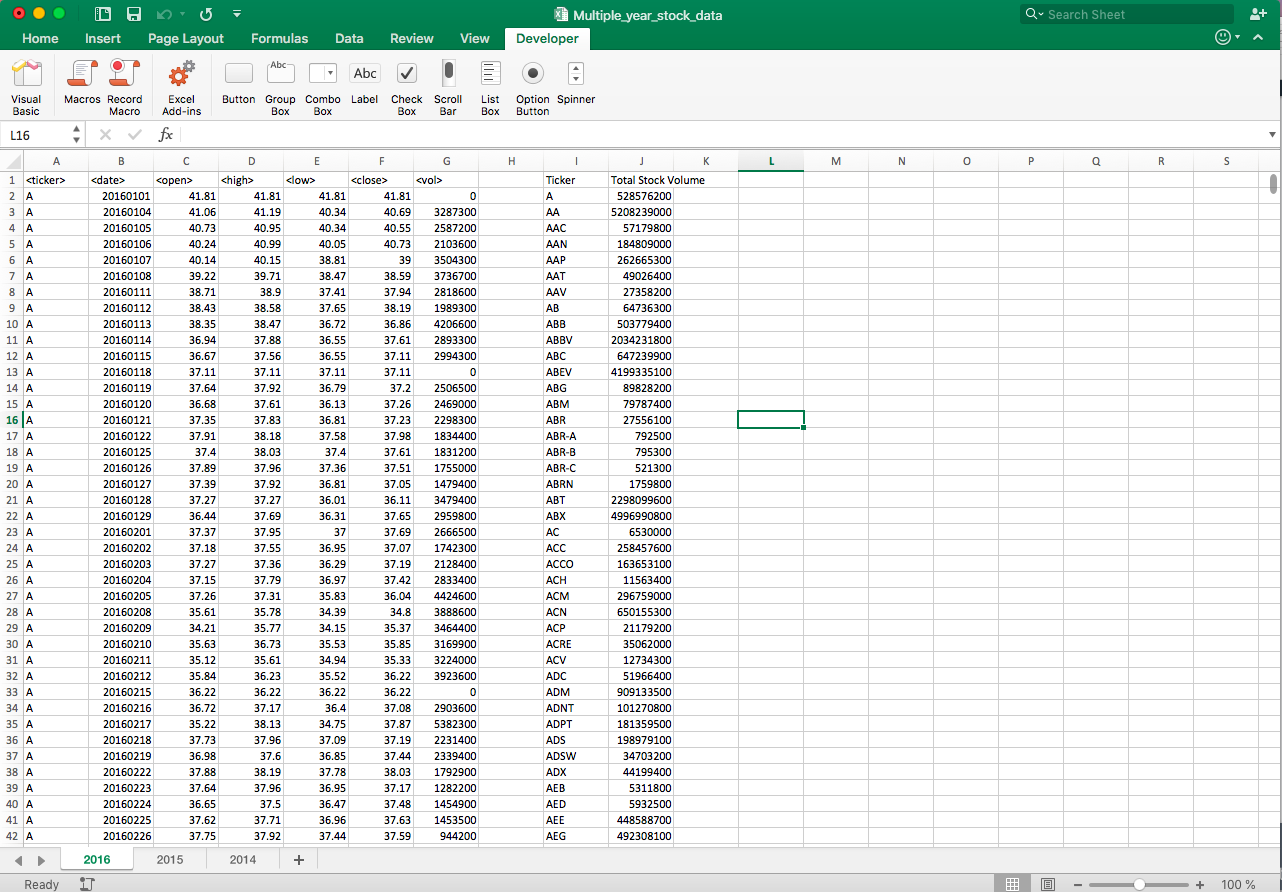 Multiple_year_stock_data
Search Sheet
Home Insert Page Layout Formulas Data Review View Developer
Visual Basic
Macros
Record Macro
Excel Add-ins
Button
Abc
Group Box
Combo Box
Abc
Label
Check Box
Scroll Bar
List Box
Option Button
Spinner
L16 fx
A B C D E F G H I J K L M N O P Q R S
1 <ticker> <date> <open> <high> <low> <close> <vol> Ticker Total Stock Volume
2 A 20160101 41.81 41.81 41.81 41.81 0 A 528576200
3 A 20160104 41.06 41.19 40.34 40.69 3287300 AA 5208239000
4 A 20160105 40.73 40.95 40.34 40.55 2587200 AAC 57179800
5 A 20160106 40.24 40.99 40.05 40.73 2103600 AAN 184809000
6 A 20160107 40.14 40.15 38.81 39 3504300 AAP 262665300
7 A 20160108 39.22 39.71 38.47 38.59 3736700 AAT 49026400
8 A 20160111 38.71 38.9 37.41 37.94 2818600 AAV 27358200
9 A 20160112 38.43 38.58 37.65 38.19 1989300 AB 64736300
10 A 20160113 38.35 38.47 36.72 36.86 4206600 ABB 503779400
11 A 20160114 36.94 37.88 36.55 37.61 2893300 ABBV 2034231800
12 A 20160115 36.67 37.56 36.55 37.11 2994300 ABC 647239900
13 A 20160118 37.11 37.11 37.11 37.11 0 ABEV 4199335100
14 A 20160119 37.64 37.92 36.79 37.2 2506500 ABG 89828200
15 A 20160120 36.68 37.61 36.13 37.26 2469000 ABM 79787400
16 A 20160121 37.35 37.83 36.81 37.23 2298300 ABR 27556100
17 A 20160122 37.91 38.18 37.58 37.98 1834400 ABR-A 792500
18 A 20160125 37.4 38.03 37.4 37.61 1831200 ABR-B 795300
19 A 20160126 37.89 37.96 37.36 37.51 1755000 ABR-C 521300
20 A 20160127 37.39 37.92 36.81 37.05 1479400 ABRN 1759800
21 A 20160128 37.27 37.27 36.01 36.11 3479400 ABT 2298099600
22 A 20160129 36.44 37.69 36.31 37.65 2959800 ABX 4996990800
23 A 20160201 37.37 37.95 37 37.69 2666500 AC 6530000
24 A 20160202 37.18 37.55 36.95 37.07 1742300 ACC 258457600
25 A 20160203 37.27 37.36 36.29 37.19 2128400 ACCO 163653100
26 A 20160204 37.15 37.79 36.97 37.42 2833400 ACH 11563400
27 A 20160205 37.26 37.31 35.83 36.04 4424600 ACM 296759000
28 A 20160208 35.61 35.78 34.39 34.8 3888600 ACN 650155300
29 A 20160209 34.21 35.77 34.15 35.37 3464400 ACP 21179200
30 A 20160210 35.63 36.73 35.53 35.85 3169900 ACRE 35062000
31 A 20160211 35.12 35.61 34.94 35.33 3224000 ACV 12734300
32 A 20160212 35.84 36.23 35.52 36.22 3923600 ADC 51966400
33 A 20160215 36.22 36.22 36.22 36.22 0 ADM 909133500
34 A 20160216 36.72 37.17 36.4 37.08 2903600 ADNT 101270800
35 A 20160217 35.22 38.13 34.75 37.87 5382300 ADPT 181359500
36 A 20160218 37.73 37.96 37.09 37.19 2231400 ADS 198979100
37 A 20160219 36.98 37.6 36.85 37.44 2339400 ADSW 34703200
38 A 20160222 37.88 38.19 37.78 38.03 1792900 ADX 44199400
39 A 20160223 37.64 37.96 36.95 37.17 1282200 AEB 5311800
40 A 20160224 36.65 37.5 36.47 37.48 1454900 AED 5932500
41 A 20160225 37.62 37.71 36.96 37.63 1453500 AEE 448588700
42 A 20160226 37.75 37.92 37.44 37.59 944200 AEG 492308100
2016 2015 2014 +
Ready 100 %